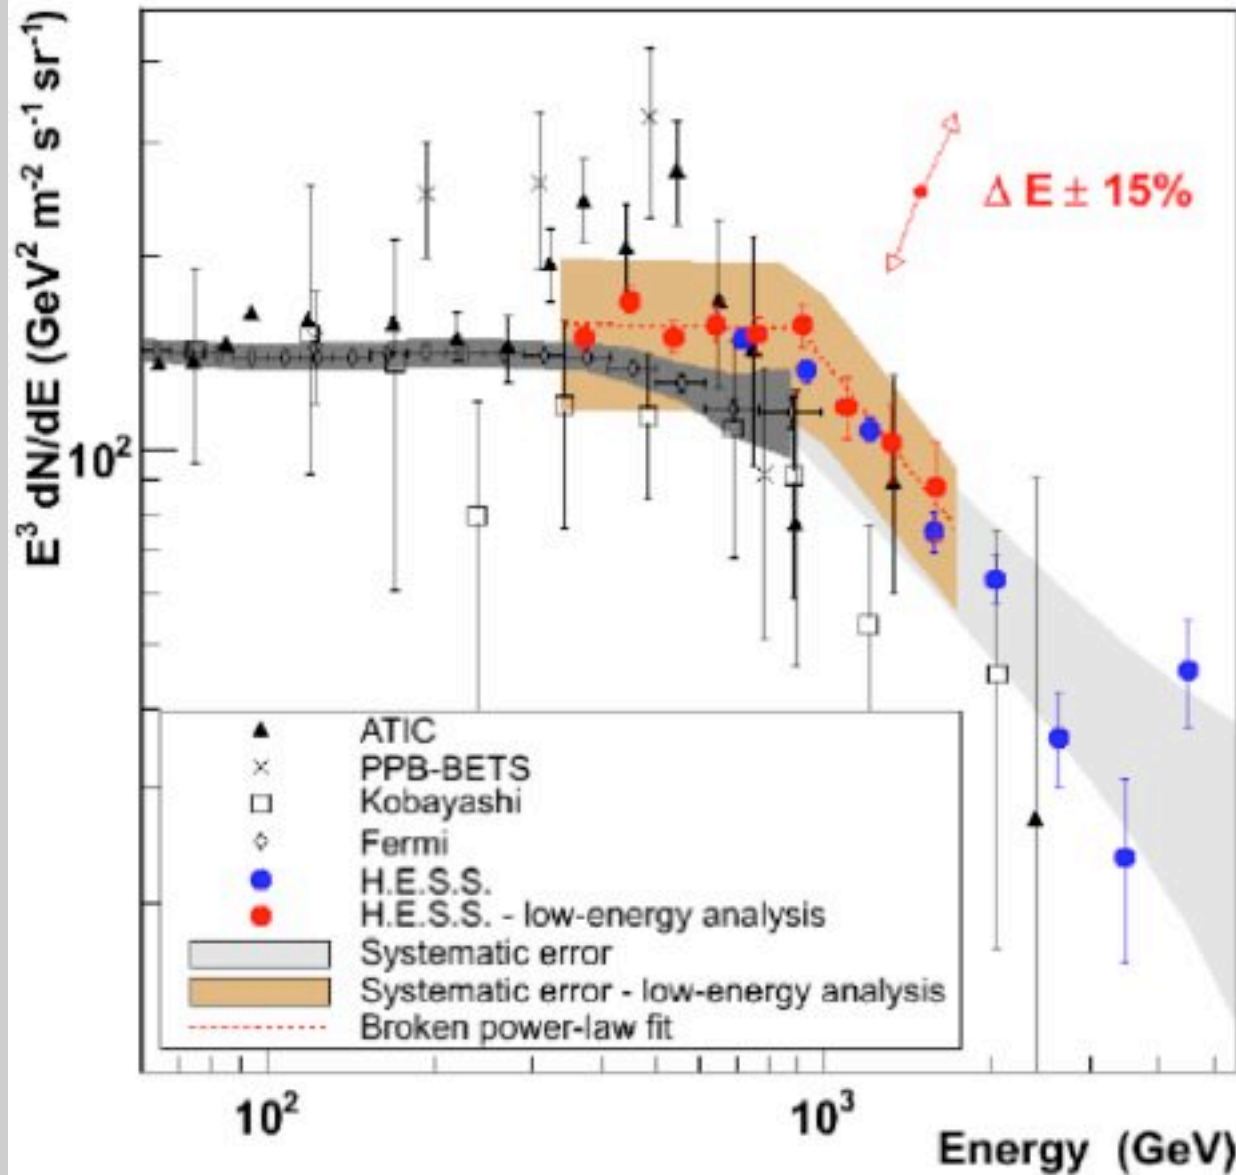 E³ dN/dE (GeV² m⁻² s⁻¹ sr⁻¹)
Δ E ± 15%
10²
ATIC
PPB-BETS
Kobayashi
Fermi
H.E.S.S.
H.E.S.S. - low-energy analysis
Systematic error
Systematic error - low-energy analysis
Broken power-law fit
10²
10³
Energy (GeV)